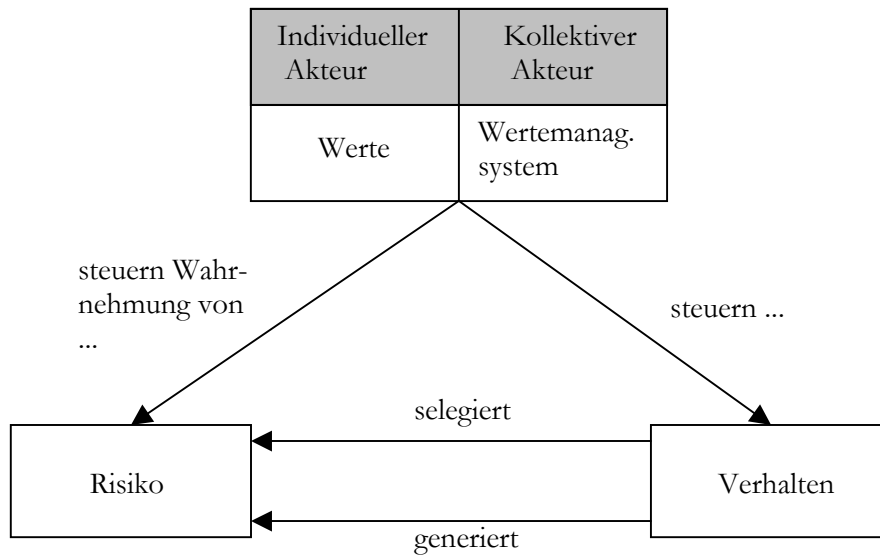 Individueller
Akteur
Kollektiver
Akteur
Werte
Wertemanag.
system
steuern Wahr-
nehmung von
...
steuern ...
selegiert
Risiko
Verhalten
generiert